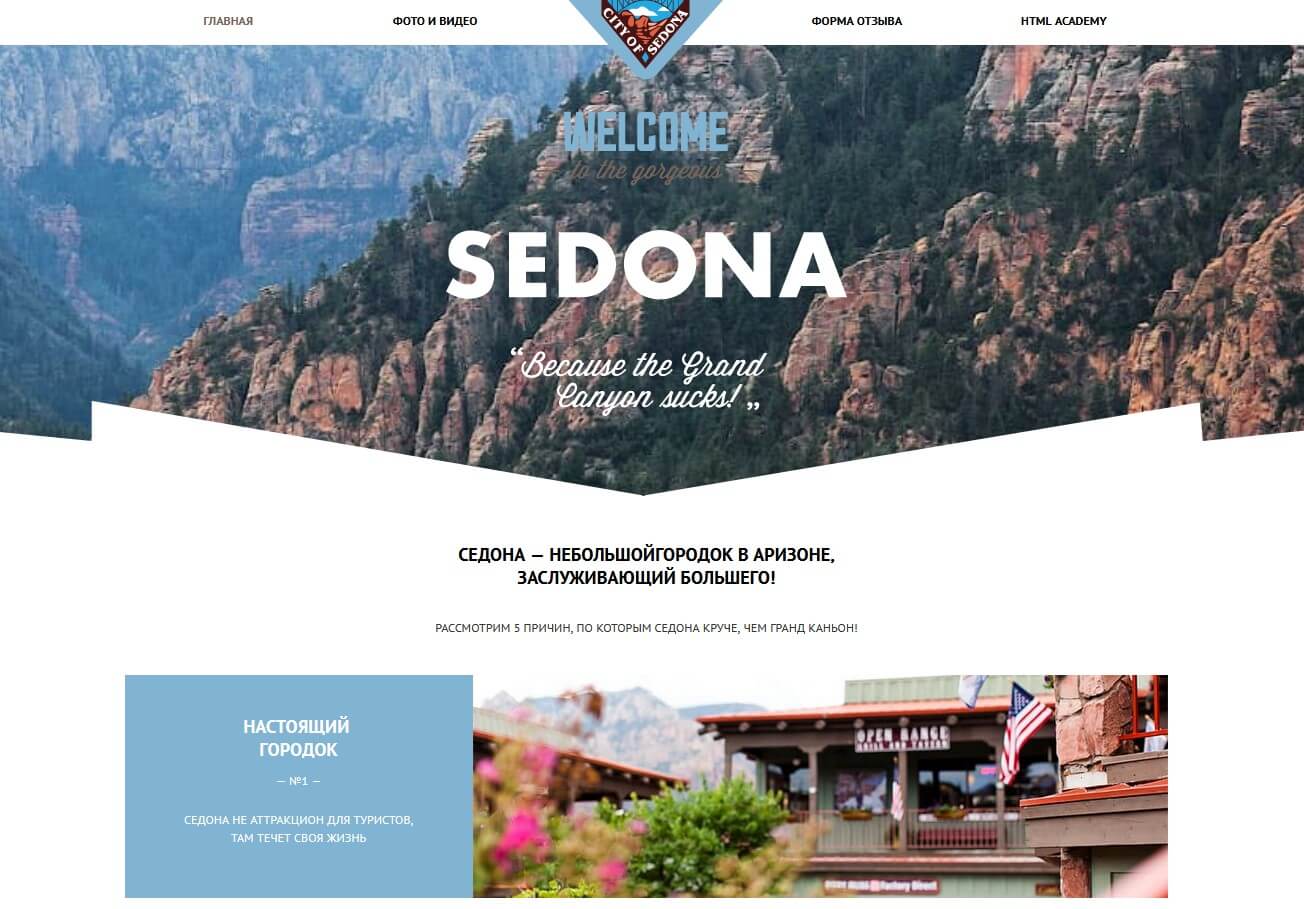 ГЛАВНАЯ
ФОТО И ВИДЕО
CITY OF SEDONA
ФОРМА ОТЗЫВА
HTML ACADEMY
WELCOME
to the gorgeous
SEDONA
“Because the Grand
Canyon sucks! „
СЕДОНА — НЕБОЛЬШОЙГОРОДОК В АРИЗОНЕ,
ЗАСЛУЖИВАЮЩИЙ БОЛЬШЕГО!
РАССМОТРИМ 5 ПРИЧИН, ПО КОТОРЫМ СЕДОНА КРУЧЕ, ЧЕМ ГРАНД КАНЬОН!
НАСТОЯЩИЙ
ГОРОДОК
— №1 —
СЕДОНА НЕ АТТРАКЦИОН ДЛЯ ТУРИСТОВ,
ТАМ ТЕЧЕТ СВОЯ ЖИЗНЬ
OPEN RANGE
GRILL AND TAVERN
Factory Direct